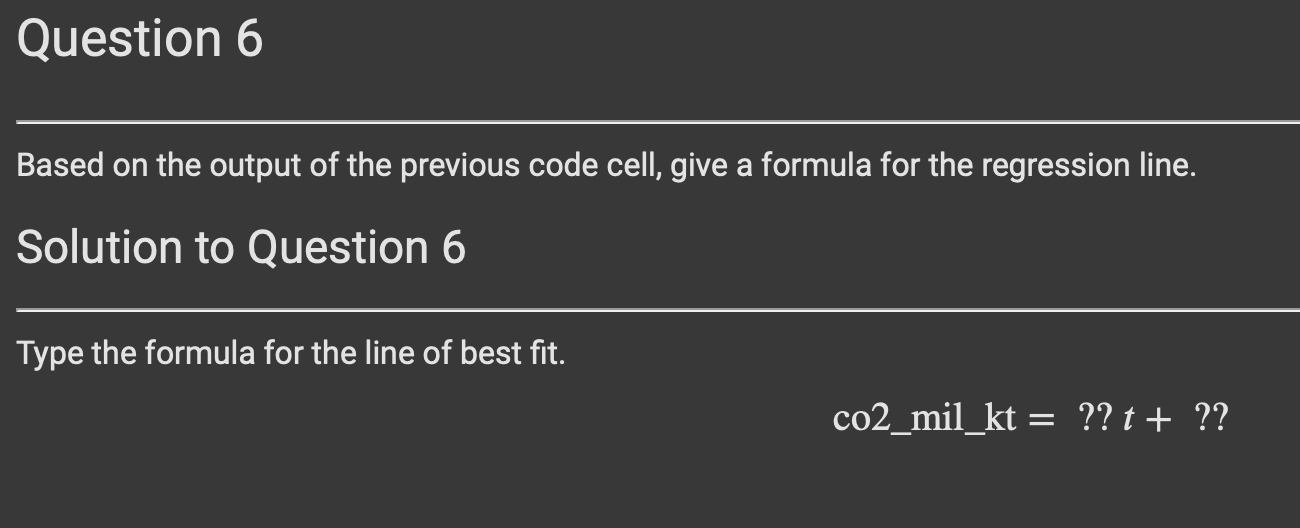 Question 6
Based on the output of the previous code cell, give a formula for the regression line.
Solution to Question 6
Type the formula for the line of best fit.
co2_mil_kt = ?? t + ??